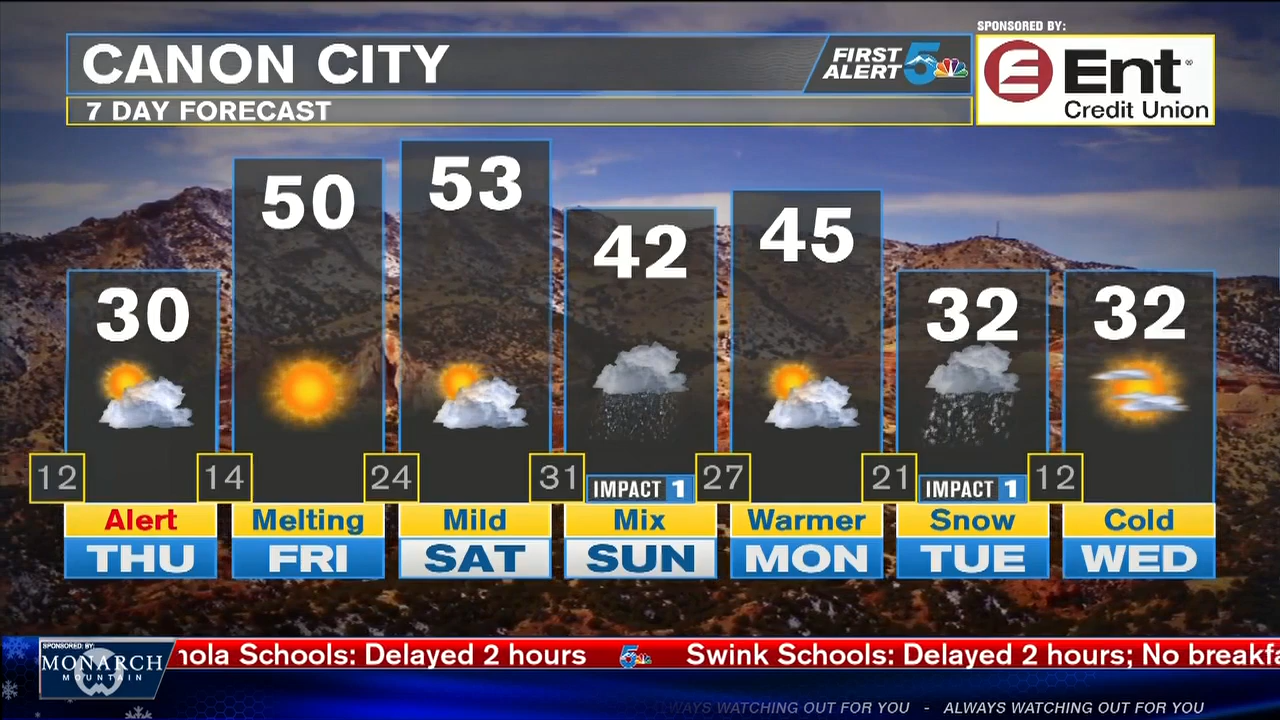 SPONSORED BY:
CANON CITY
FIRST ALERT 5
Ent
Credit Union
7 DAY FORECAST
30 50 53 42 45 32 32
12 14 24 31 27 21 12
IMPACT 1 IMPACT 1
Alert Melting Mild Mix Warmer Snow Cold
THU FRI SAT SUN MON TUE WED
SPONSORED BY:
MONARCH
MOUNTAIN
Schools: Delayed 2 hours 5 Swink Schools: Delayed 2 hours; No
WATCHING OUT FOR YOU - ALWAYS WATCHING OUT FOR YOU